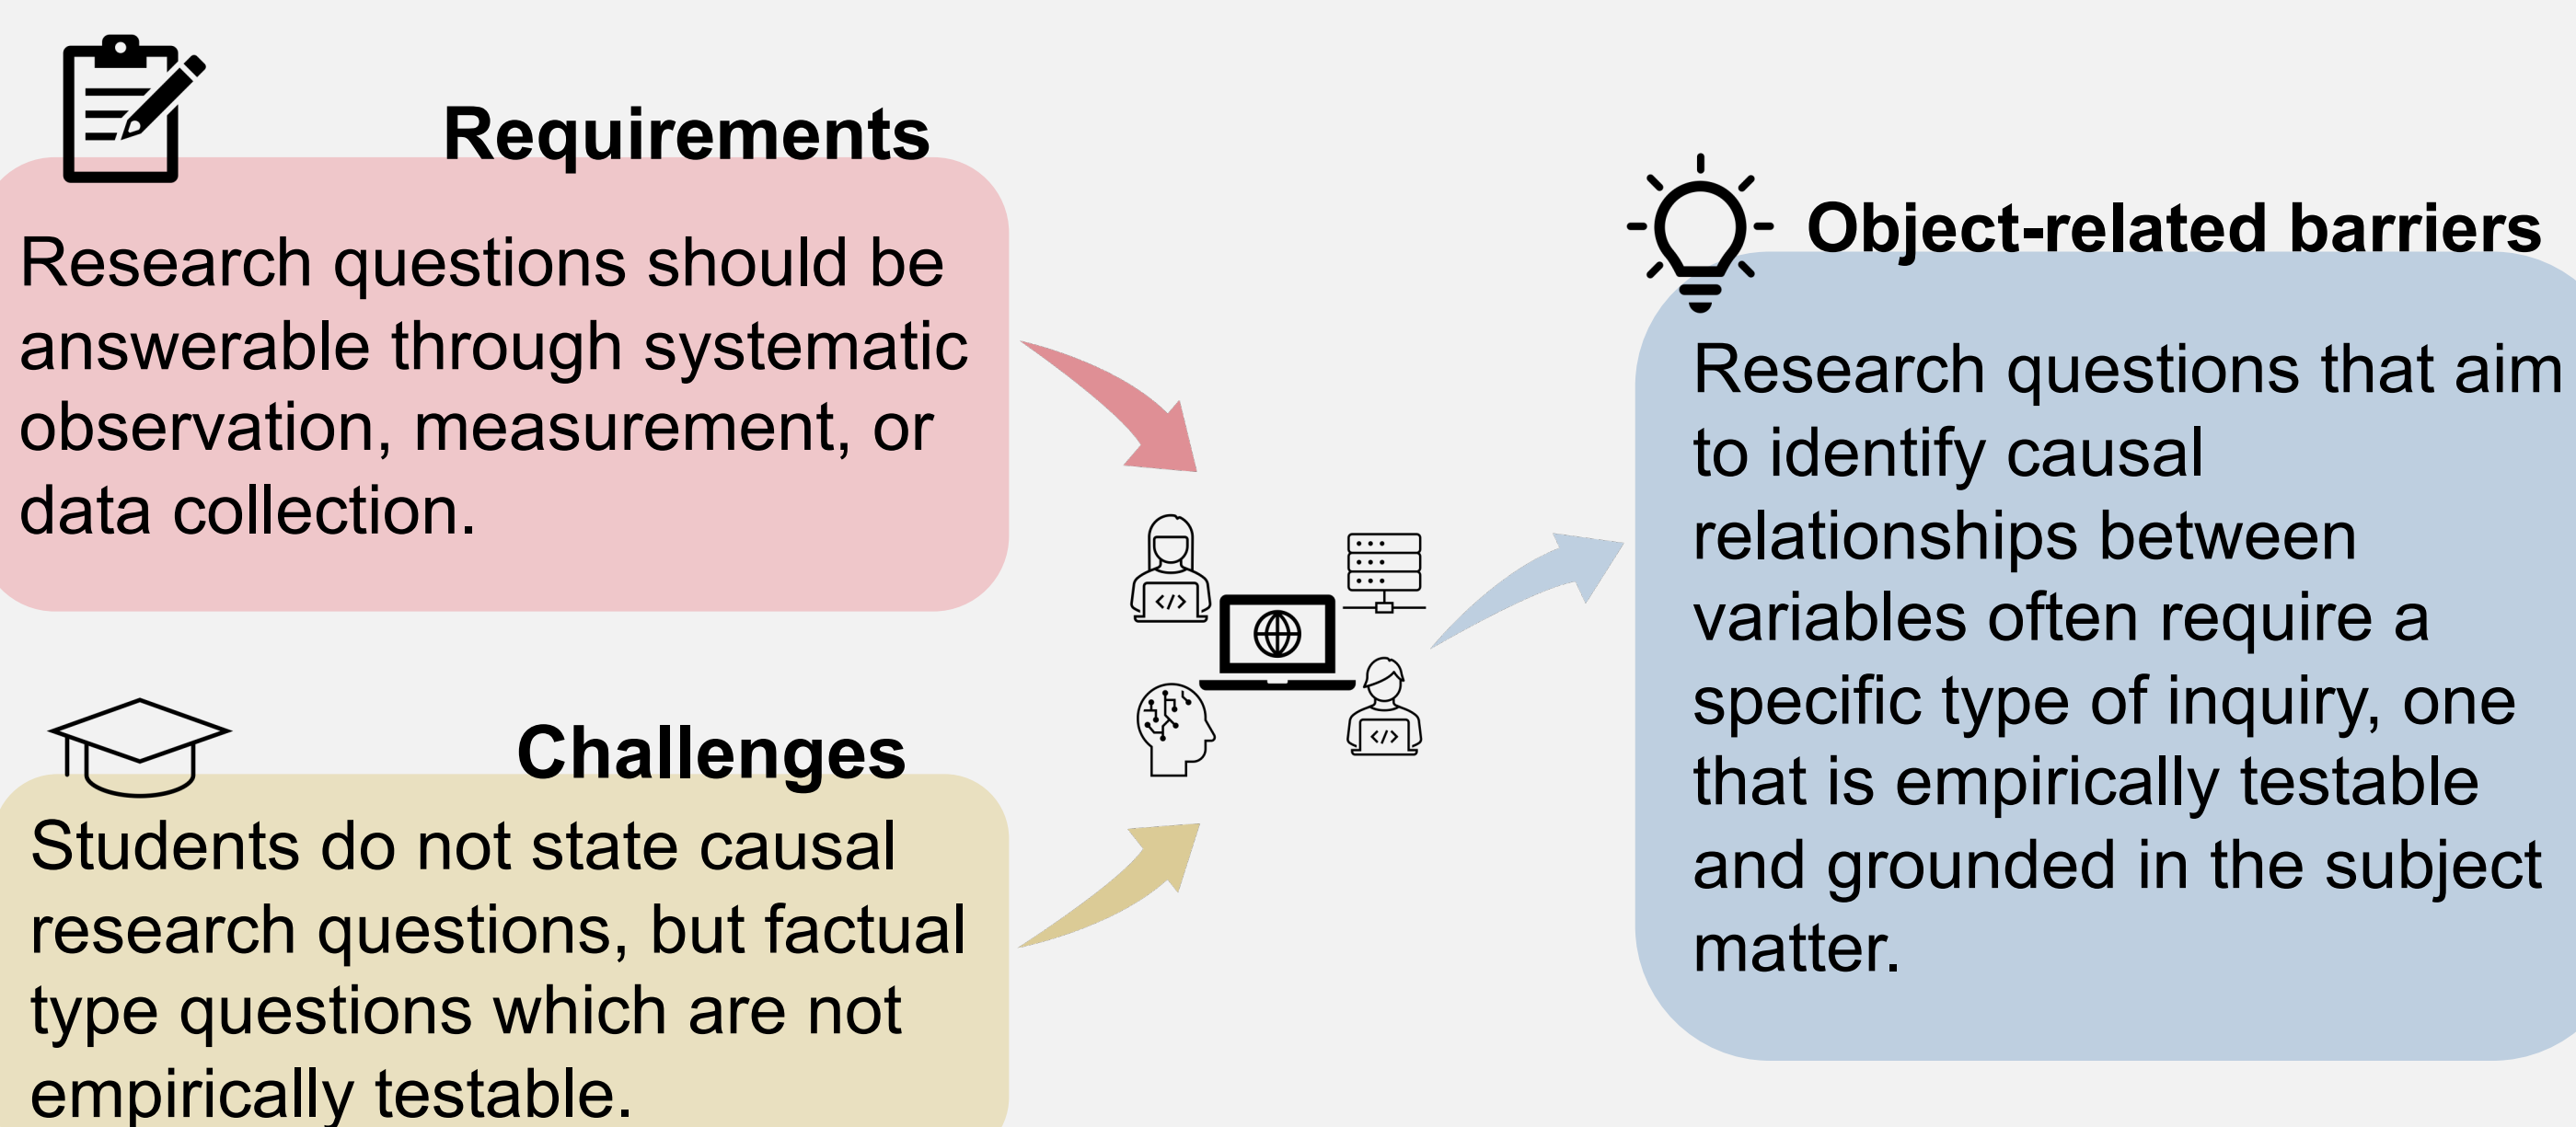 Requirements
Research questions should be
answerable through systematic
observation, measurement, or
data collection.
Challenges
Students do not state causal
research questions, but factual
type questions which are not
empirically testable.
</>
</>
Object-related barriers
Research questions that aim
to identify causal
relationships between
variables often require a
specific type of inquiry, one
that is empirically testable
and grounded in the subject
matter.